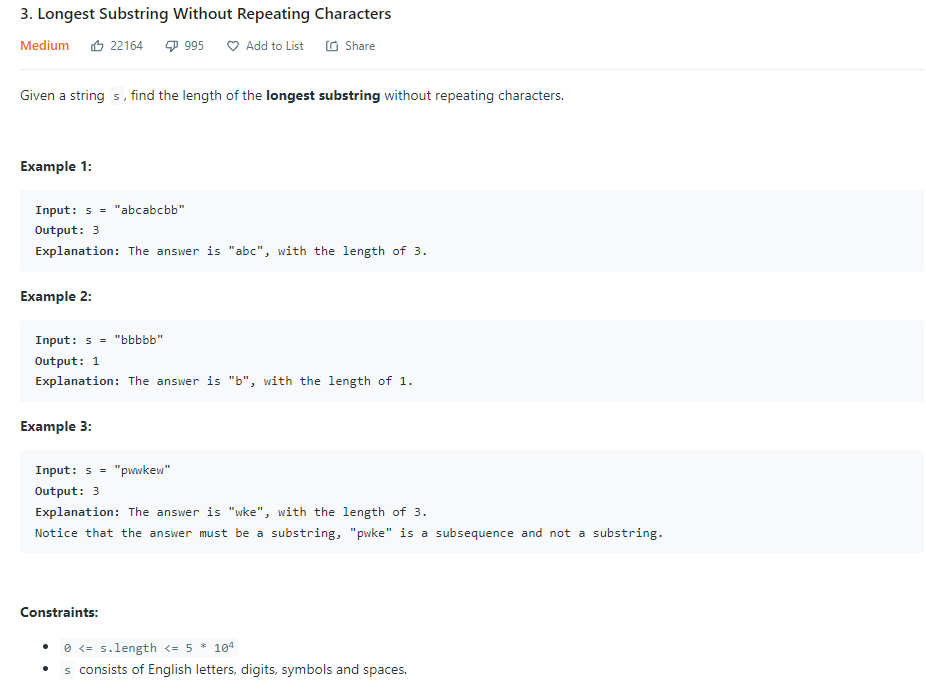 3. Longest Substring Without Repeating Characters
Medium 22164 995 Add to List Share
Given a string s, find the length of the longest substring without repeating characters.
Example 1:
Input: s = "abcabcbb"
Output: 3
Explanation: The answer is "abc", with the length of 3.
Example 2:
Input: s = "bbbbb"
Output: 1
Explanation: The answer is "b", with the length of 1.
Example 3:
Input: s = "pwwkew"
Output: 3
Explanation: The answer is "wke", with the length of 3.
Notice that the answer must be a substring, "pwke" is a subsequence and not a substring.
Constraints:
• 0 <= s.length <= 5 * 10⁴
• s consists of English letters, digits, symbols and spaces.